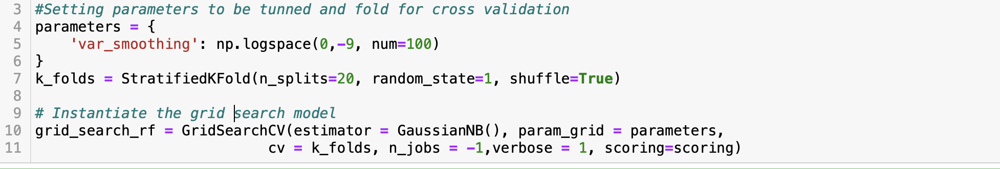 3 #Setting parameters to be tunned and fold for cross validation
4 parameters = {
5     'var_smoothing': np.logspace(0,-9, num=100)
6 }
7 k_folds = StratifiedKFold(n_splits=20, random_state=1, shuffle=True)
8
9 # Instantiate the grid search model
10 grid_search_rf = GridSearchCV(estimator = GaussianNB(), param_grid = parameters,
11                            cv = k_folds, n_jobs = -1,verbose = 1, scoring=scoring)